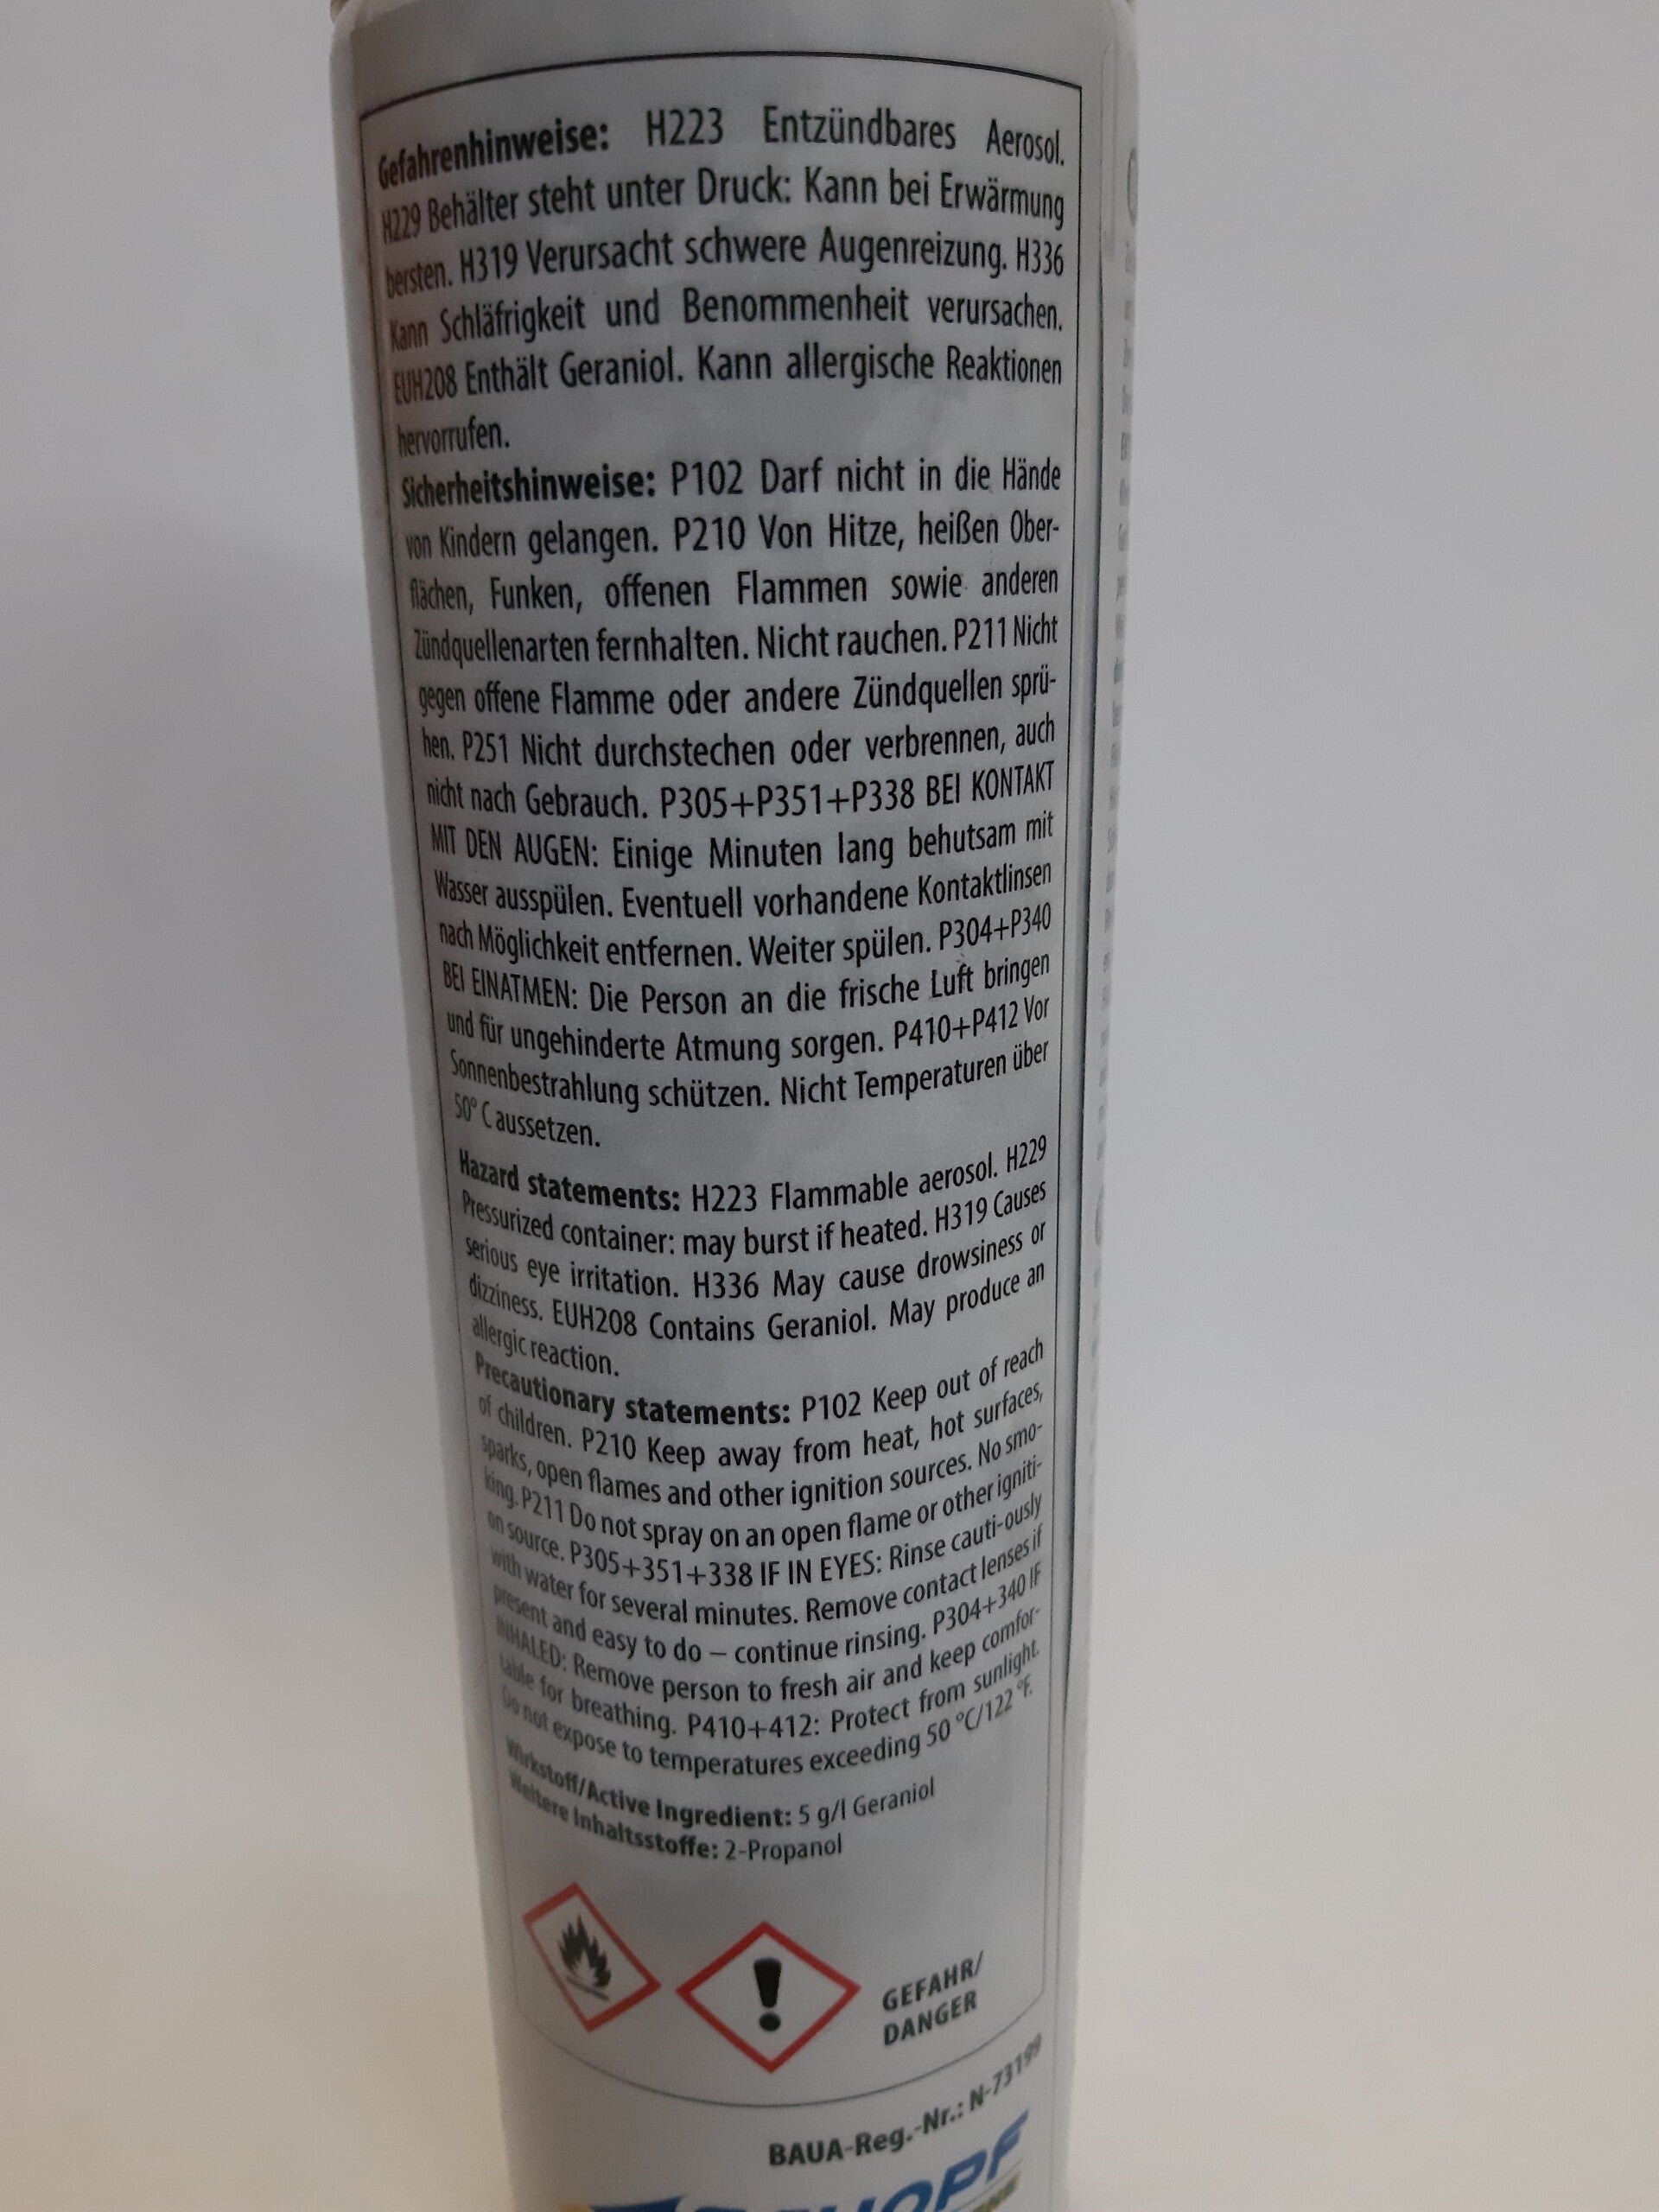 Gefahrenhinweise: H223 Entzündbares Aerosol.
H229 Behälter steht unter Druck: Kann bei Erwärmung
bersten. H319 Verursacht schwere Augenreizung. H336
Kann Schläfrigkeit und Benommenheit verursachen.
EUH208 Enthält Geraniol. Kann allergische Reaktionen
hervorrufen.
Sicherheitshinweise: P102 Darf nicht in die Hände
von Kindern gelangen. P210 Von Hitze, heißen Ober-
flächen, Funken, offenen Flammen sowie anderen
Zündquellenarten fernhalten. Nicht rauchen. P211 Nicht
gegen offene Flamme oder andere Zündquellen sprü-
hen. P251 Nicht durchstechen oder verbrennen, auch
nicht nach Gebrauch. P305+P351+P338 BEI KONTAKT
MIT DEN AUGEN: Einige Minuten lang behutsam mit
Wasser ausspülen. Eventuell vorhandene Kontaktlinsen
nach Möglichkeit entfernen. Weiter spülen. P304+P340
BEI EINATMEN: Die Person an die frische Luft bringen
und für ungehinderte Atmung sorgen. P410+P412 Vor
Sonnenbestrahlung schützen. Nicht Temperaturen über
50° C aussetzen.
Hazard statements: H223 Flammable aerosol. H229
Pressurized container: may burst if heated. H319 Causes
serious eye irritation. H336 May cause drowsiness or
dizziness. EUH208 Contains Geraniol. May produce an
allergic reaction.
Precautionary statements: P102 Keep out of reach
of children. P210 Keep away from heat, hot surfaces,
sparks, open flames and other ignition sources. No smo-
king. P211 Do not spray on an open flame or other igniti-
on source. P305+351+338 IF IN EYES: Rinse cauti-ously
with water for several minutes. Remove contact lenses if
present and easy to do – continue rinsing. P304+340 IF
INHALED: Remove person to fresh air and keep comfor-
table for breathing. P410+412: Protect from sunlight.
Do not expose to temperatures exceeding 50 °C/122 °F.
Wirkstoff/Active Ingredient: 5 g/l Geraniol
Weitere Inhaltsstoffe: 2-Propanol
GEFAHR/
DANGER
BAUA-Reg.-Nr.: N-73199